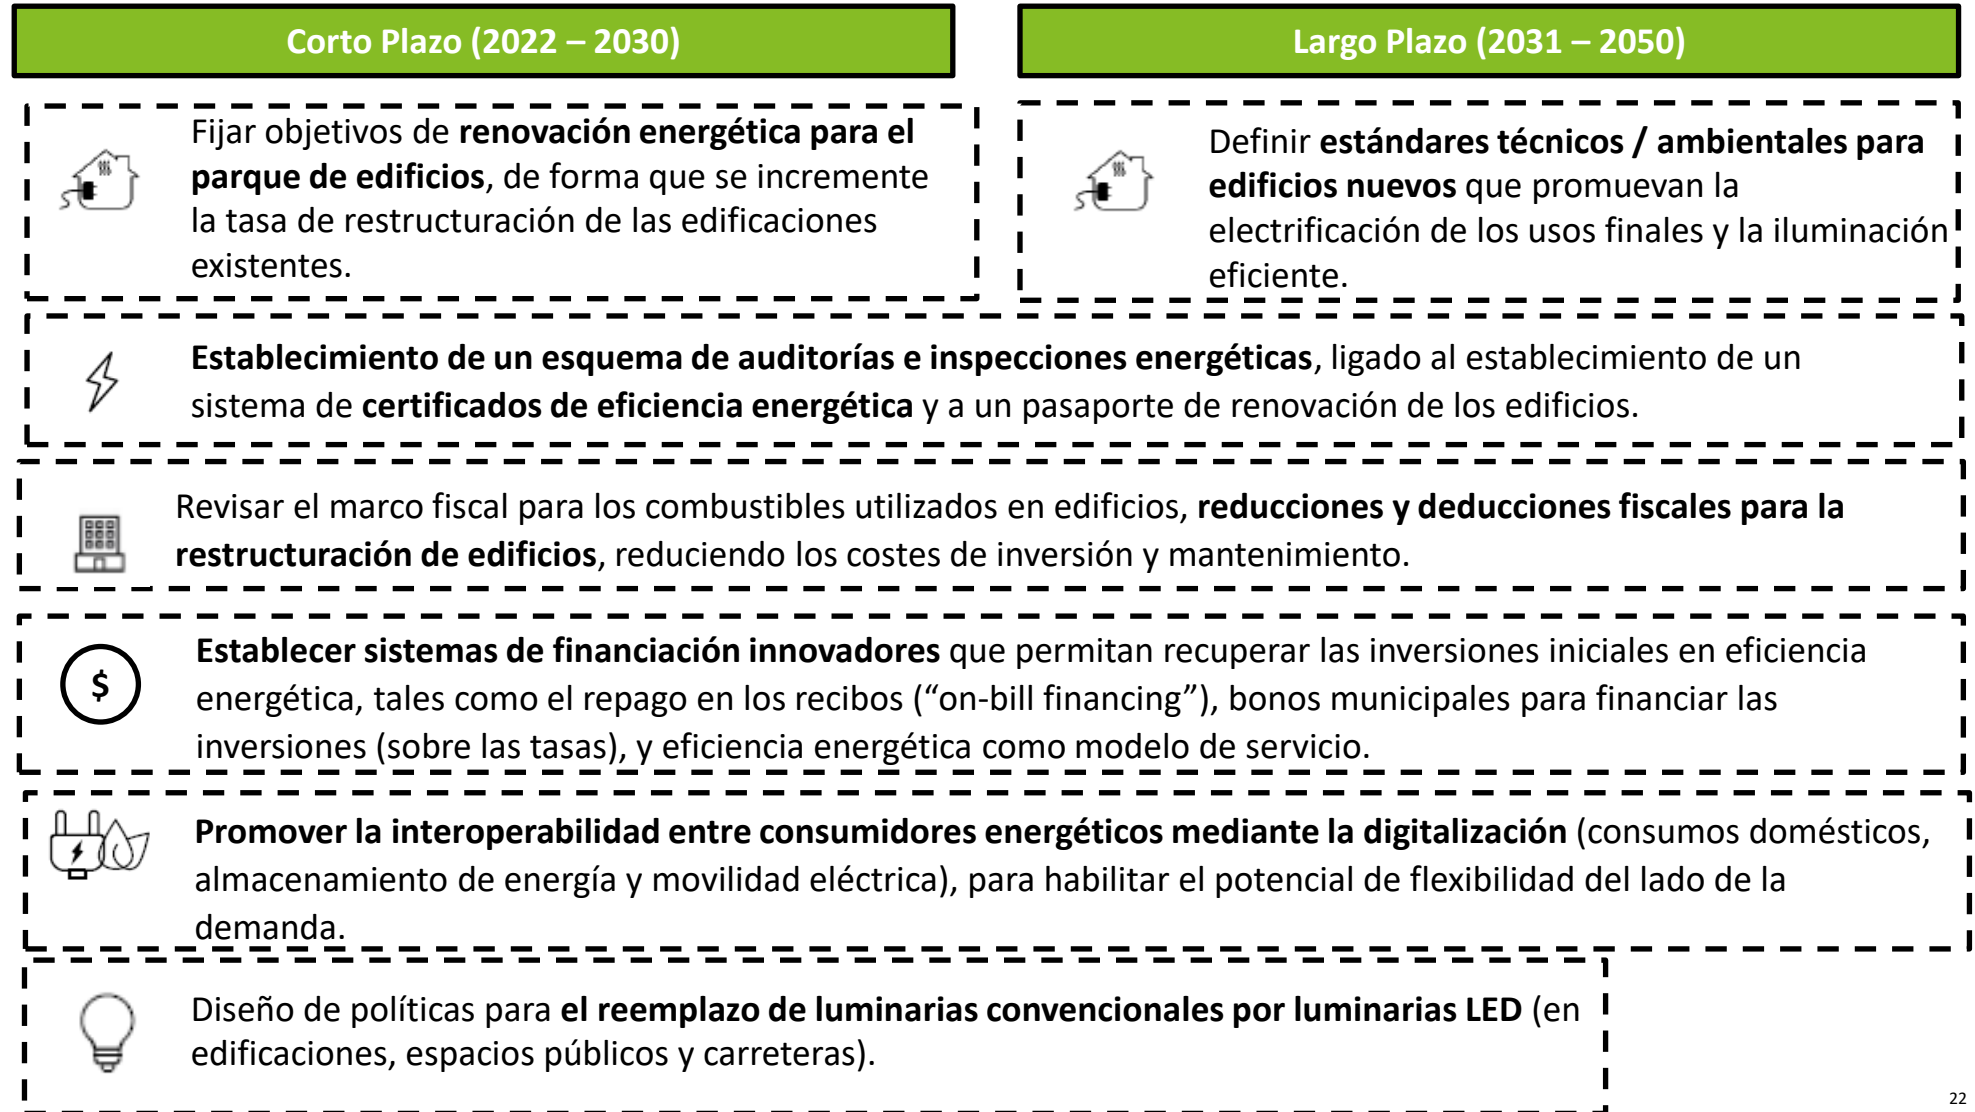 Corto Plazo (2022 – 2030)
Largo Plazo (2031 – 2050)
Fijar objetivos de renovación energética para el
parque de edificios, de forma que se incremente
la tasa de restructuración de las edificaciones
existentes.
Definir estándares técnicos / ambientales para
edificios nuevos que promuevan la
electrificación de los usos finales y la iluminación
eficiente.
Establecimiento de un esquema de auditorías e inspecciones energéticas, ligado al establecimiento de un
sistema de certificados de eficiencia energética y a un pasaporte de renovación de los edificios.
Revisar el marco fiscal para los combustibles utilizados en edificios, reducciones y deducciones fiscales para la
restructuración de edificios, reduciendo los costes de inversión y mantenimiento.
$
Establecer sistemas de financiación innovadores que permitan recuperar las inversiones iniciales en eficiencia
energética, tales como el repago en los recibos (“on-bill financing”), bonos municipales para financiar las
inversiones (sobre las tasas), y eficiencia energética como modelo de servicio.
Promover la interoperabilidad entre consumidores energéticos mediante la digitalización (consumos domésticos,
almacenamiento de energía y movilidad eléctrica), para habilitar el potencial de flexibilidad del lado de la
demanda.
Diseño de políticas para el reemplazo de luminarias convencionales por luminarias LED (en
edificaciones, espacios públicos y carreteras).
22